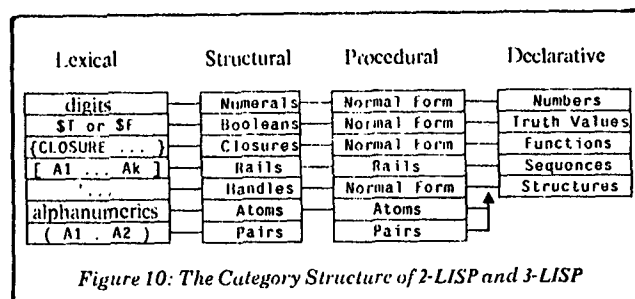 Lexical Structural Procedural Declarative
digits Numerals Normal form Numbers
$T or $F Booleans Normal form Truth Values
{CLOSURE ... } Closures Normal form Functions
[ A1 ... Ak ] Rails Rails Sequences
'... Handles Normal form Structures
alphanumerics Atoms Atoms
( A1 . A2 ) Pairs Pairs
Figure 10: The Category Structure of 2-LISP and 3-LISP